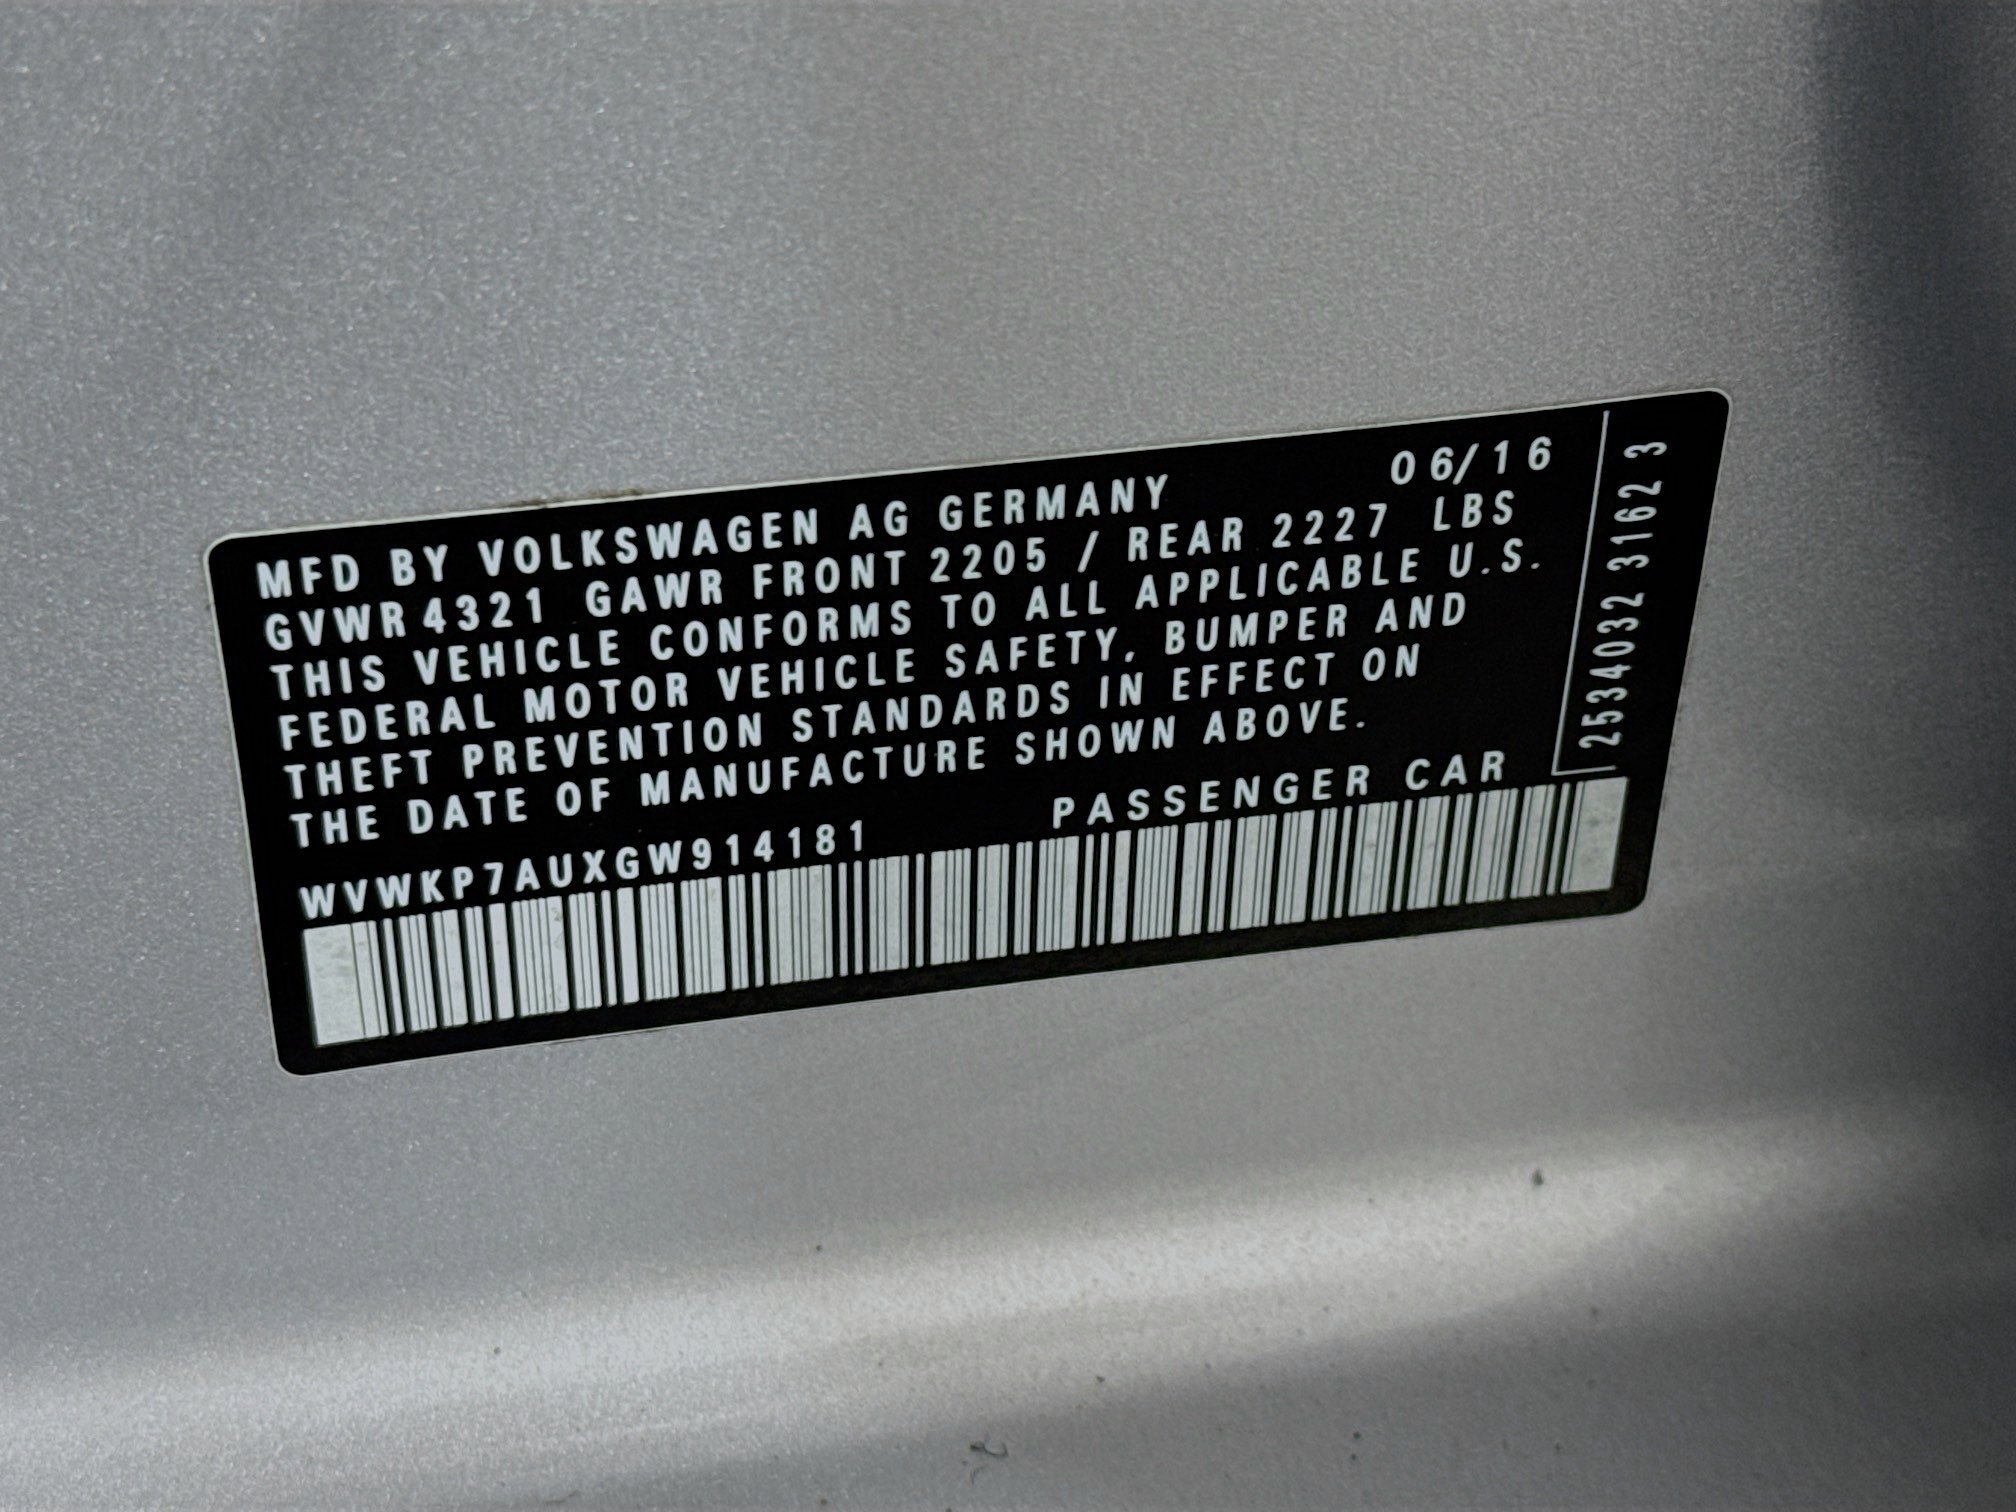 MFD BY VOLKSWAGEN AG GERMANY 06/16
GVWR 4321 GAWR FRONT 2205 / REAR 2227 LBS
THIS VEHICLE CONFORMS TO ALL APPLICABLE U.S.
FEDERAL MOTOR VEHICLE SAFETY, BUMPER AND
THEFT PREVENTION STANDARDS IN EFFECT ON
THE DATE OF MANUFACTURE SHOWN ABOVE.
WVWKP7AUXGW914181 PASSENGER CAR
2534032 3162 3